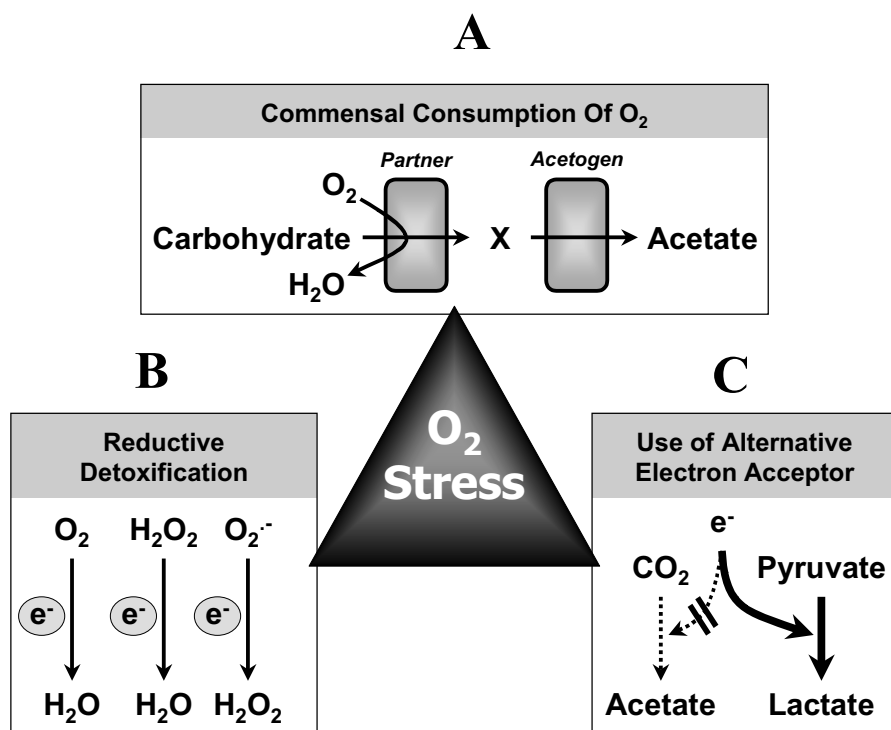 A
Commensal Consumption Of O₂
Partner
Acetogen
O₂
Carbohydrate
X
Acetate
H₂O
B
Reductive
Detoxification
O₂ H₂O₂ O₂·⁻
e⁻ e⁻ e⁻
H₂O H₂O H₂O₂
O₂
Stress
C
Use of Alternative
Electron Acceptor
e⁻
CO₂ Pyruvate
Acetate Lactate